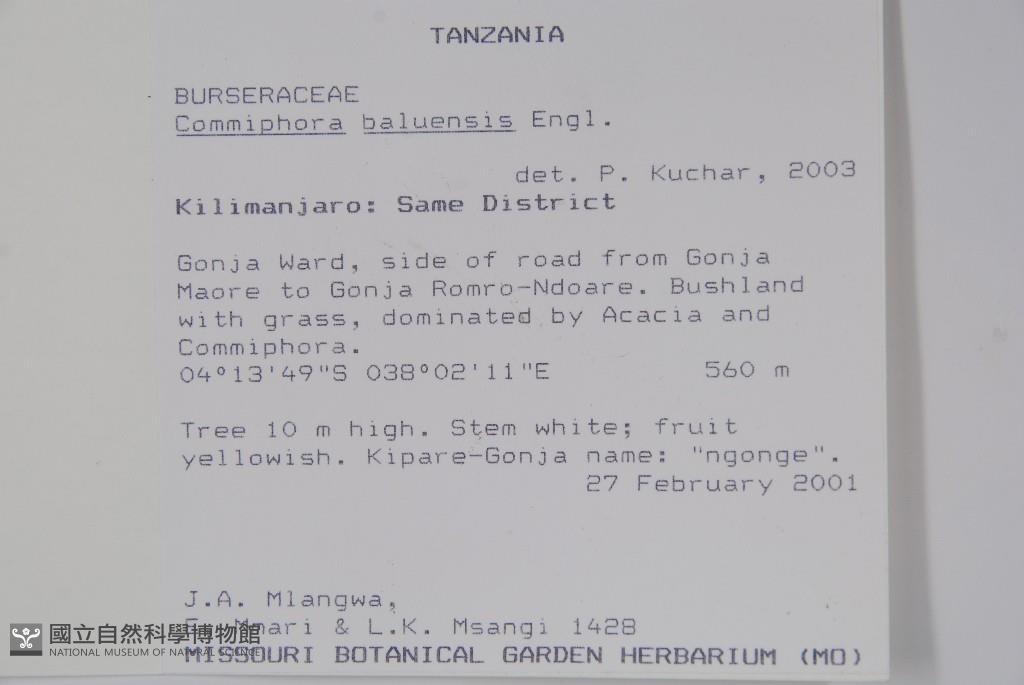 TANZANIA
BURSERACEAE
Commiphora baluensis Engl.
det. P. Kuchar, 2003
Kilimanjaro: Same District
Gonja Ward, side of road from Gonja
Maore to Gonja Romro-Ndoare. Bushland
with grass, dominated by Acacia and
Commiphora.
04°13'49"S 038°02'11"E 560 m
Tree 10 m high. Stem white; fruit
yellowish. Kipare-Gonja name: "ngonge".
27 February 2001
J.A. Mlangwa,
& L.K. Msangi 1428
國立自然科學博物館
NATIONAL MUSEUM OF NATURAL SCIENCE
MISSOURI BOTANICAL GARDEN HERBARIUM (MO)